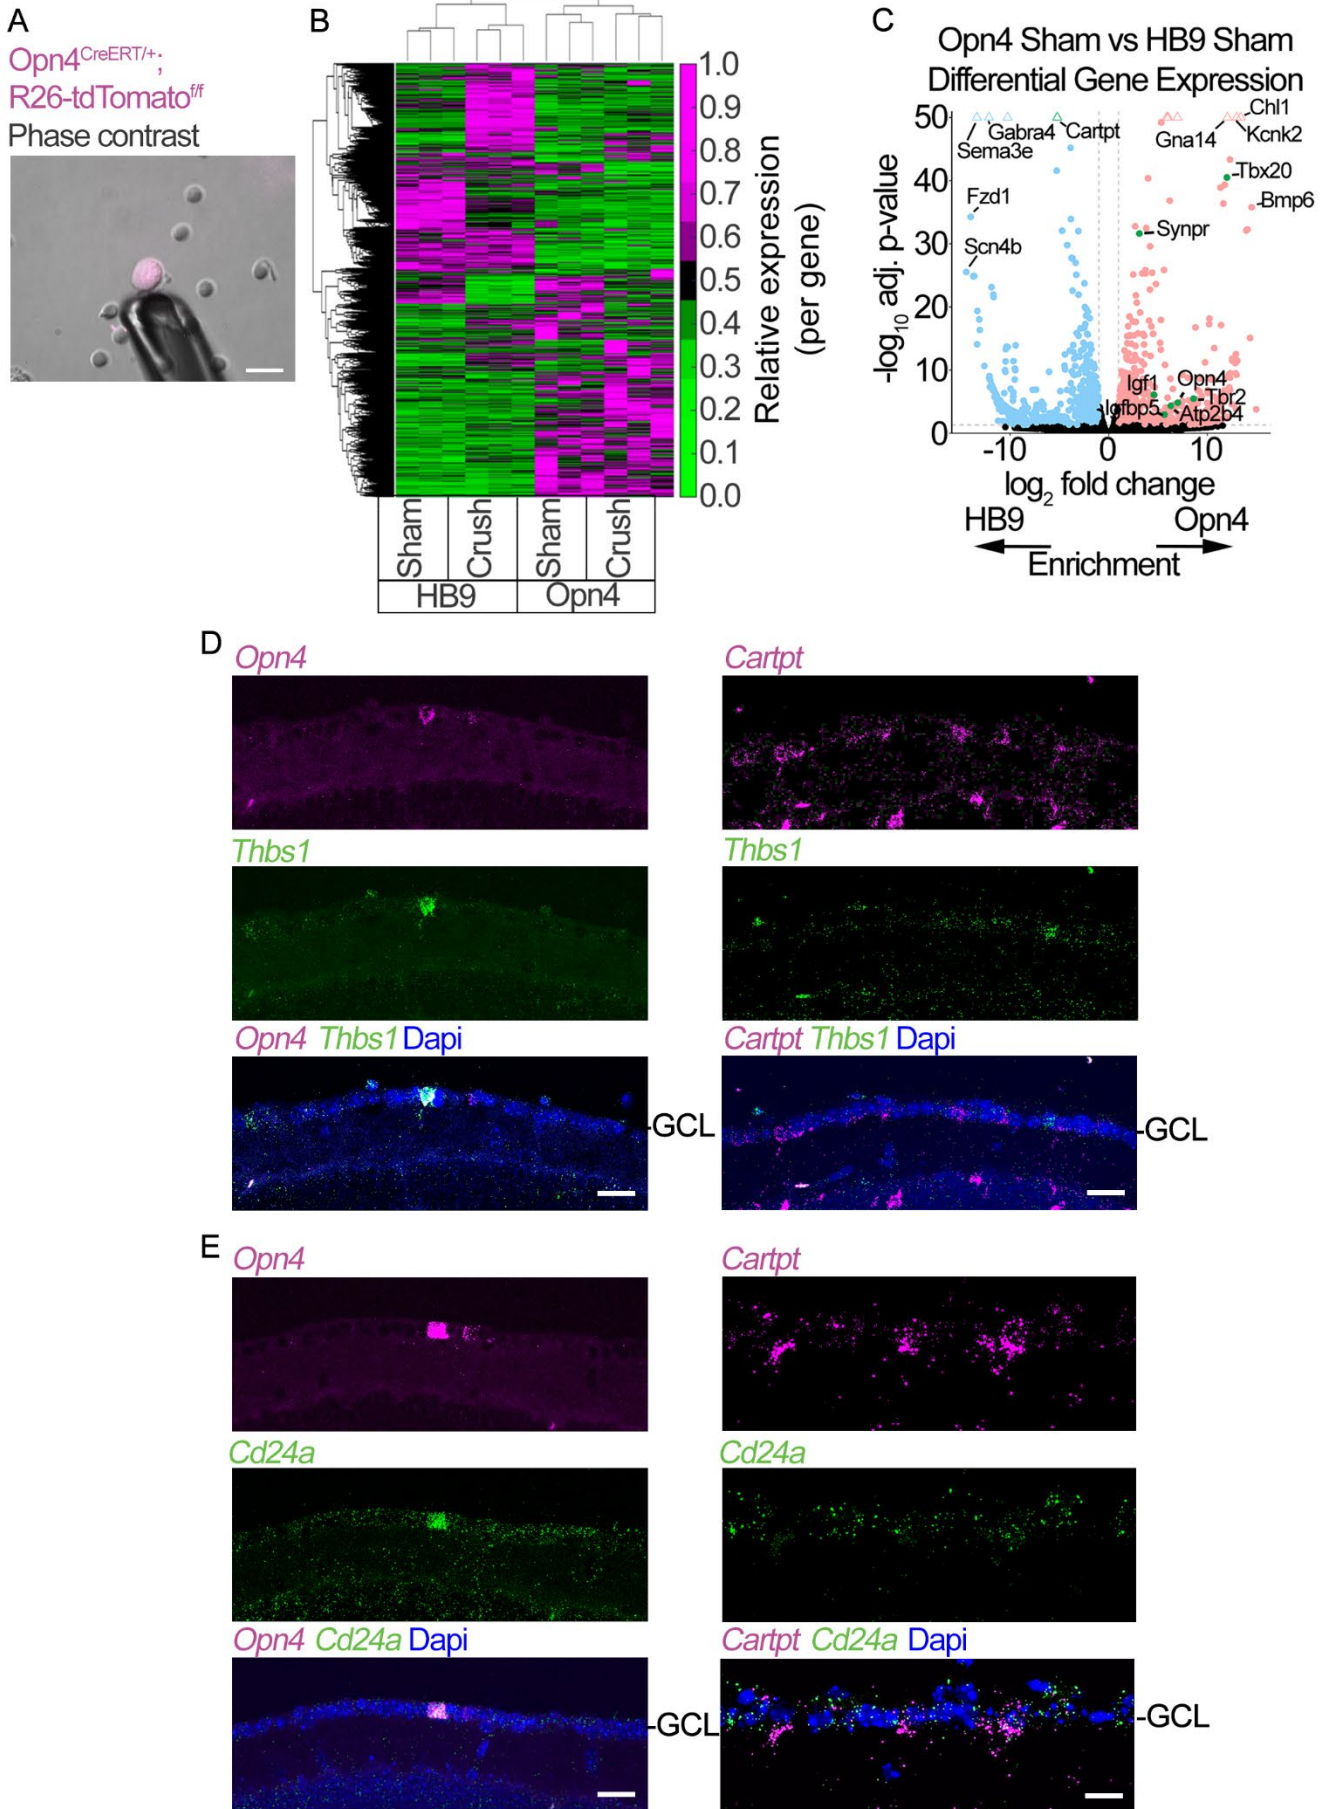 A
Opn4CreERT/+;
R26-tdTomatof/f
Phase contrast
B
1.0
0.9
0.8
0.7
0.6
0.5
0.4
0.3
0.2
0.1
0.0
Relative expression
(per gene)
Sham
Crush
Sham
Crush
HB9
Opn4
C
Opn4 Sham vs HB9 Sham
Differential Gene Expression
-log10 adj. p-value
50
40
30
20
10
0
Sema3e
Gabra4
Cartpt
Gna14
Chl1
Kcnk2
Tbx20
Bmp6
Fzd1
Synpr
Scn4b
Igf1
Opn4
Tbr2
Igfbp5
Atp2b4
-10
0
10
log2 fold change
HB9
Opn4
Enrichment
D
Opn4
Thbs1
Opn4 Thbs1 Dapi
-GCL
Cartpt
Thbs1
Cartpt Thbs1 Dapi
-GCL
E
Opn4
Cd24a
Opn4 Cd24a Dapi
-GCL
Cartpt
Cd24a
Cartpt Cd24a Dapi
-GCL